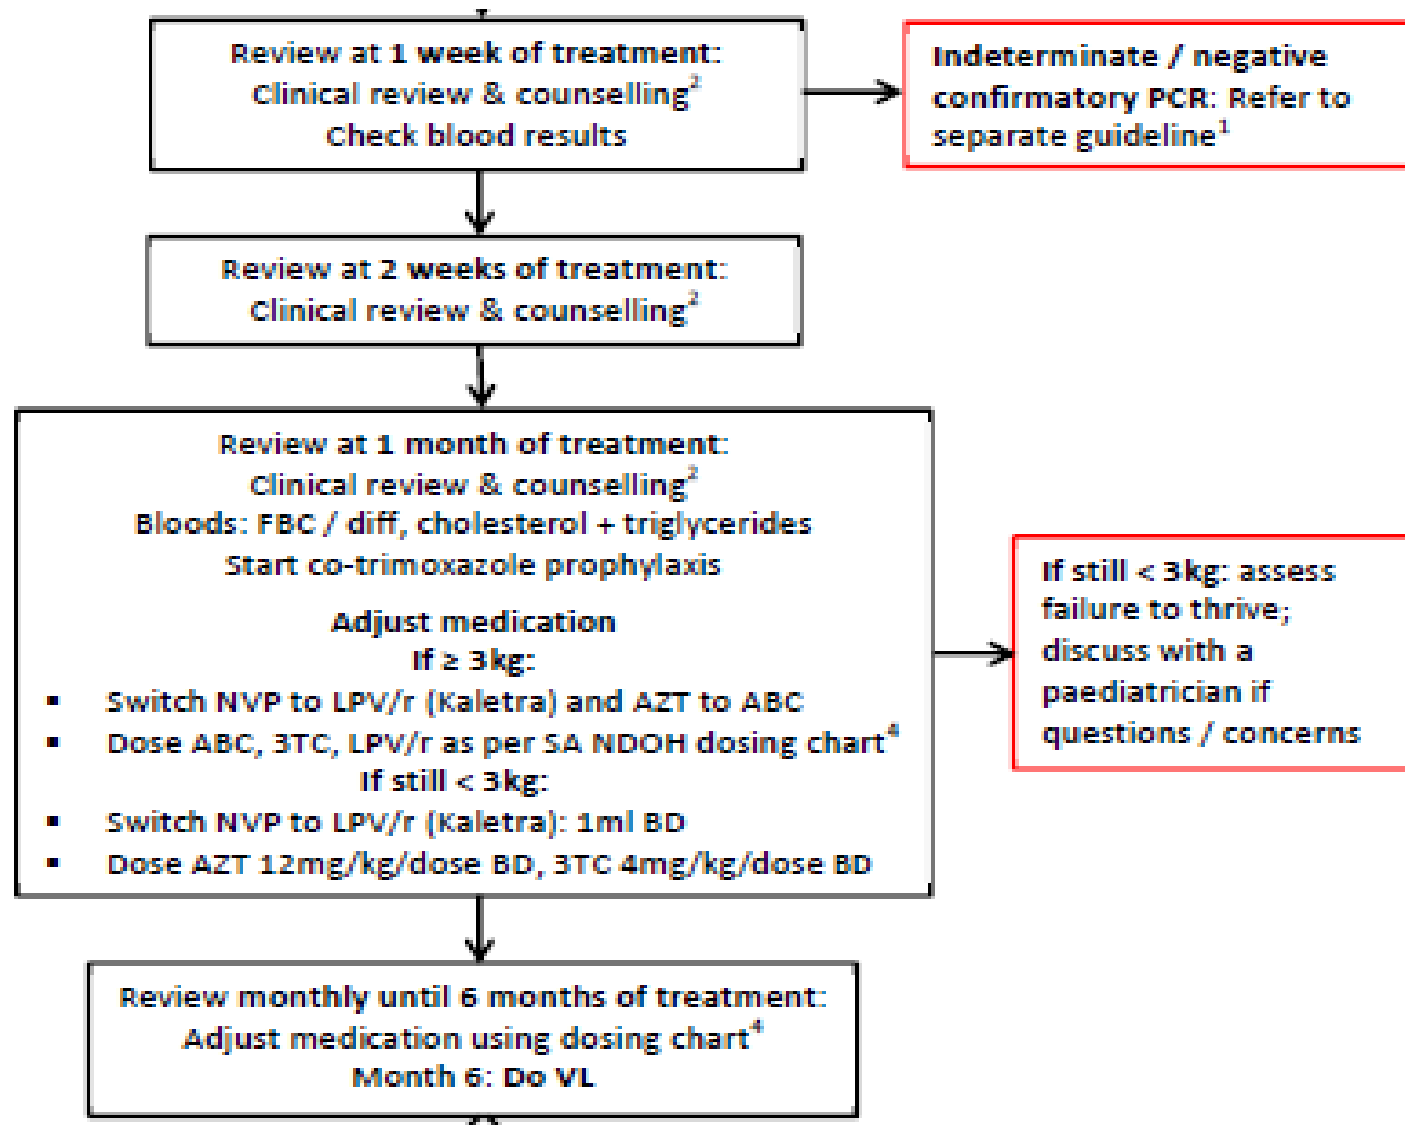 Review at 1 week of treatment:
Clinical review & counselling²
Check blood results
Indeterminate / negative
confirmatory PCR: Refer to
separate guideline¹
Review at 2 weeks of treatment:
Clinical review & counselling²
Review at 1 month of treatment:
Clinical review & counselling²
Bloods: FBC / diff, cholesterol + triglycerides
Start co-trimoxazole prophylaxis
Adjust medication
If ≥ 3kg:
▪ Switch NVP to LPV/r (Kaletra) and AZT to ABC
▪ Dose ABC, 3TC, LPV/r as per SA NDOH dosing chart⁴
If still < 3kg:
▪ Switch NVP to LPV/r (Kaletra): 1ml BD
▪ Dose AZT 12mg/kg/dose BD, 3TC 4mg/kg/dose BD
If still < 3kg: assess
failure to thrive;
discuss with a
paediatrician if
questions / concerns
Review monthly until 6 months of treatment:
Adjust medication using dosing chart⁴
Month 6: Do VL